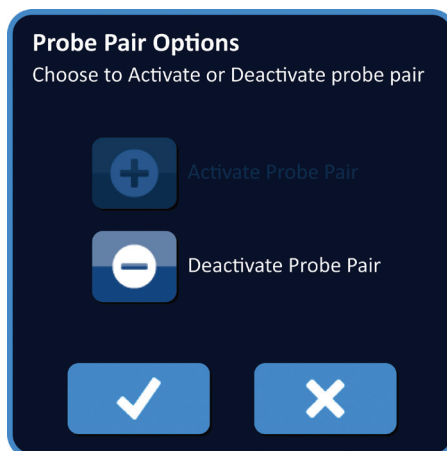 Probe Pair Options
Choose to Activate or Deactivate probe pair
Activate Probe Pair
Deactivate Probe Pair